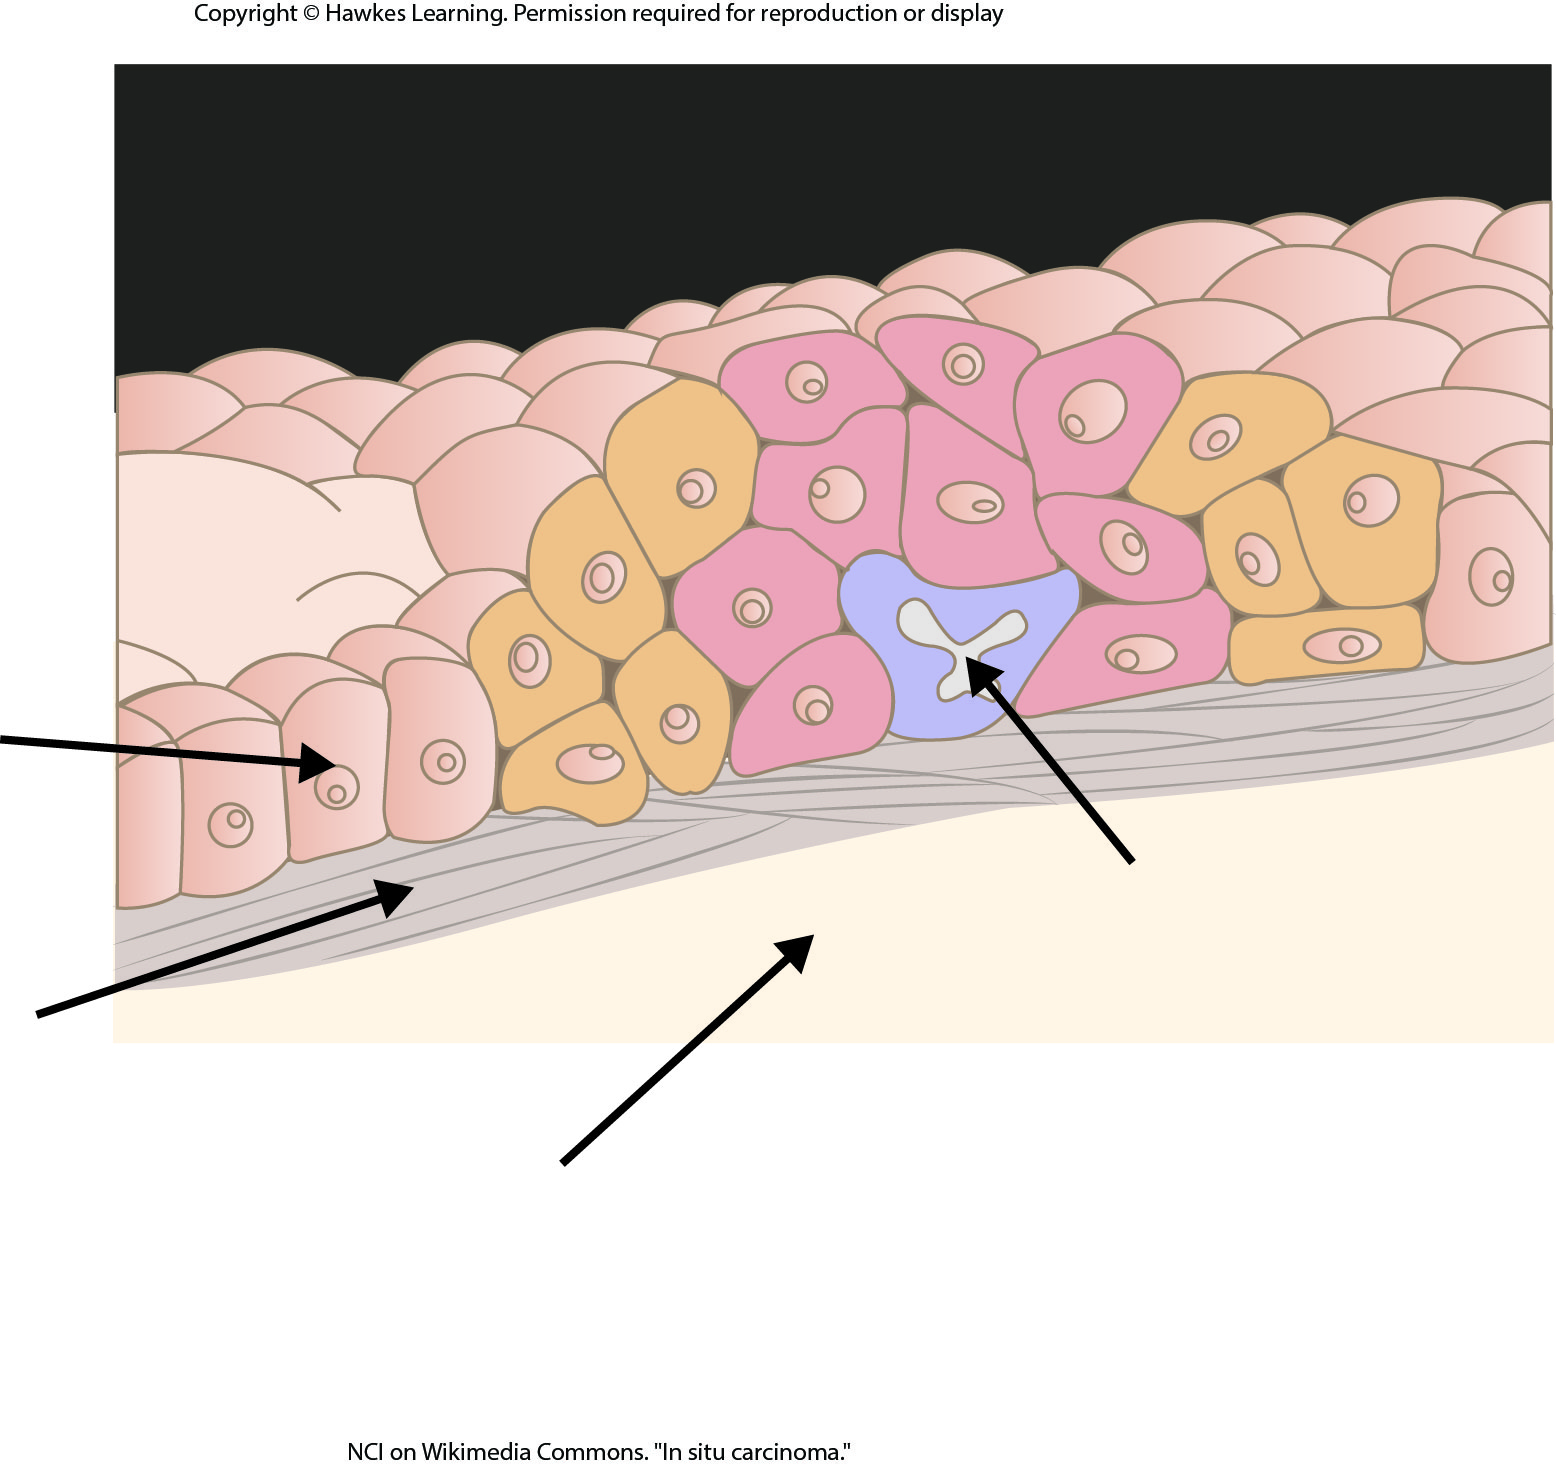 Copyright © Hawkes Learning. Permission required for reproduction or display
NCI on Wikimedia Commons. "In situ carcinoma."